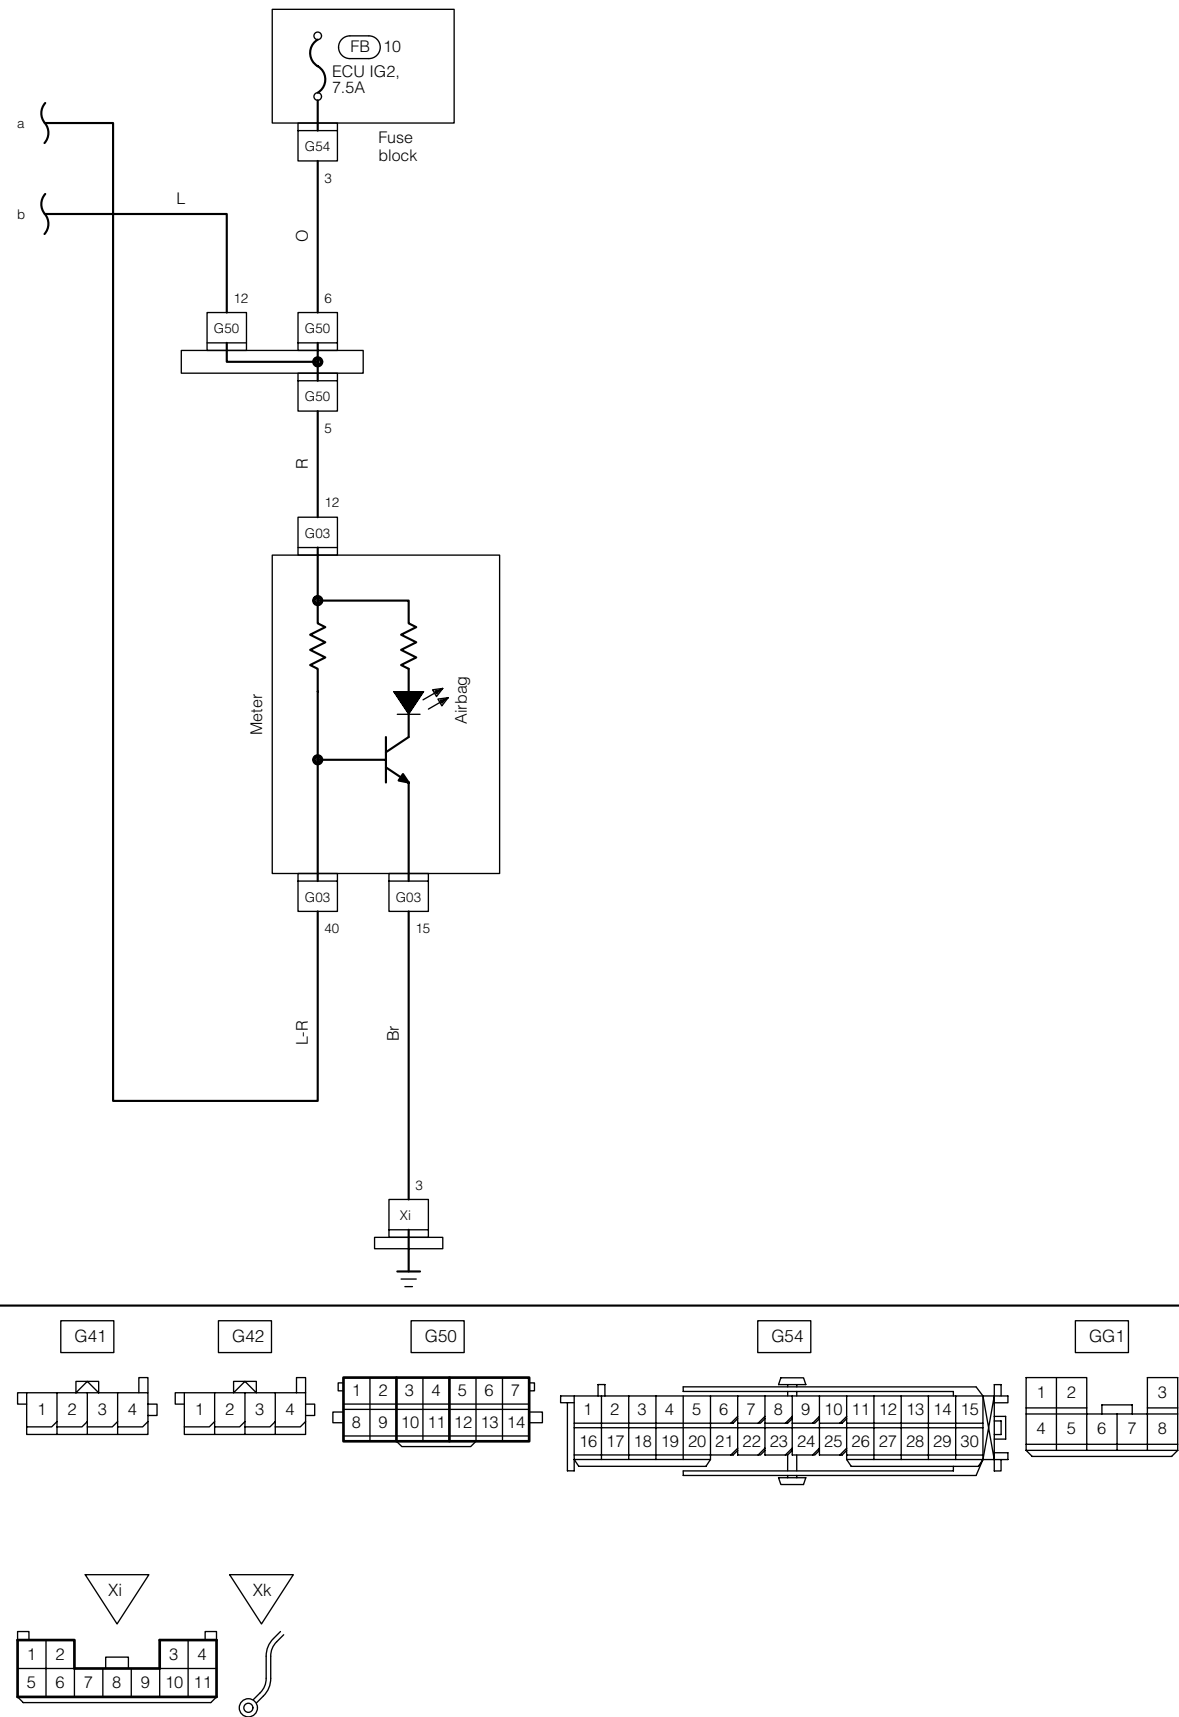 FB 10
ECU IG2,
7.5A
a
Fuse
block
G54
3
L
b
O
12
6
G50
G50
G50
5
R
12
G03
Meter
Airbag
G03
G03
40
15
L-R
Br
3
Xi
G41
G42
G50
G54
GG1
1 2 3 4
1 2 3 4
1 2 3 4 5 6 7
8 9 10 11 12 13 14
1 2 3 4 5 6 7 8 9 10 11 12 13 14 15
16 17 18 19 20 21 22 23 24 25 26 27 28 29 30
1 2 3
4 5 6 7 8
Xi
Xk
1 2 3 4
5 6 7 8 9 10 11